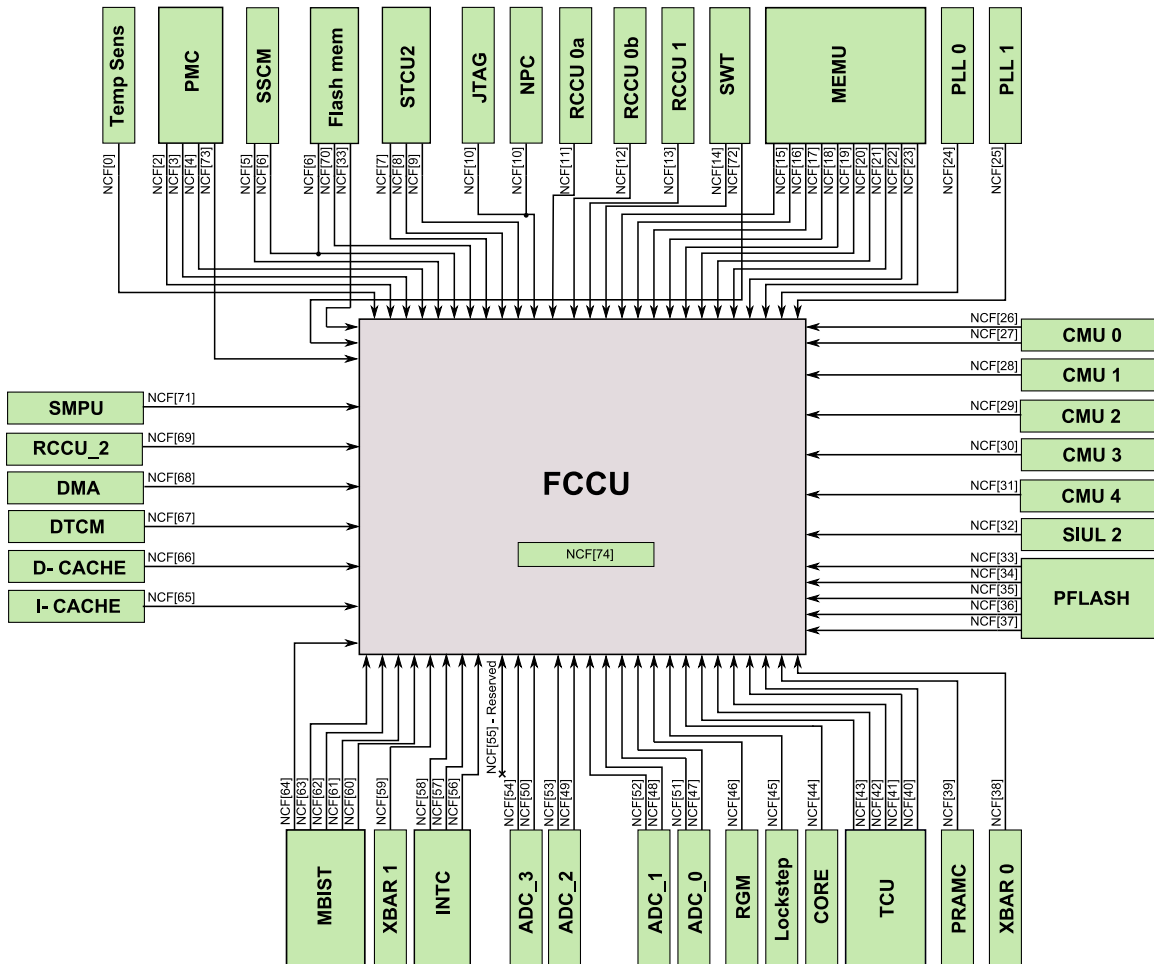 Temp Sens
PMC
SSCM
Flash mem
STCU2
JTAG
NPC
RCCU 0a
RCCU 0b
RCCU 1
SWT
MEMU
PLL 0
PLL 1
NCF[0]
NCF[2]
NCF[3]
NCF[4]
NCF[73]
NCF[5]
NCF[6]
NCF[6]
NCF[70]
NCF[33]
NCF[7]
NCF[8]
NCF[9]
NCF[10]
NCF[10]
NCF[11]
NCF[12]
NCF[13]
NCF[14]
NCF[72]
NCF[15]
NCF[16]
NCF[17]
NCF[18]
NCF[19]
NCF[20]
NCF[21]
NCF[22]
NCF[23]
NCF[24]
NCF[25]
SMPU
NCF[71]
RCCU_2
NCF[69]
DMA
NCF[68]
DTCM
NCF[67]
D- CACHE
NCF[66]
I- CACHE
NCF[65]
FCCU
NCF[74]
NCF[26]
NCF[27]
CMU 0
NCF[28]
CMU 1
NCF[29]
CMU 2
NCF[30]
CMU 3
NCF[31]
CMU 4
NCF[32]
SIUL 2
NCF[33]
NCF[34]
NCF[35]
NCF[36]
NCF[37]
PFLASH
NCF[64]
NCF[63]
NCF[62]
NCF[61]
NCF[60]
NCF[59]
NCF[58]
NCF[57]
NCF[56]
NCF[55] - Reserved
NCF[54]
NCF[50]
NCF[53]
NCF[49]
NCF[52]
NCF[48]
NCF[51]
NCF[47]
NCF[46]
NCF[45]
NCF[44]
NCF[43]
NCF[42]
NCF[41]
NCF[40]
NCF[39]
NCF[38]
MBIST
XBAR 1
INTC
ADC_3
ADC_2
ADC_1
ADC_0
RGM
Lockstep
CORE
TCU
PRAMC
XBAR 0